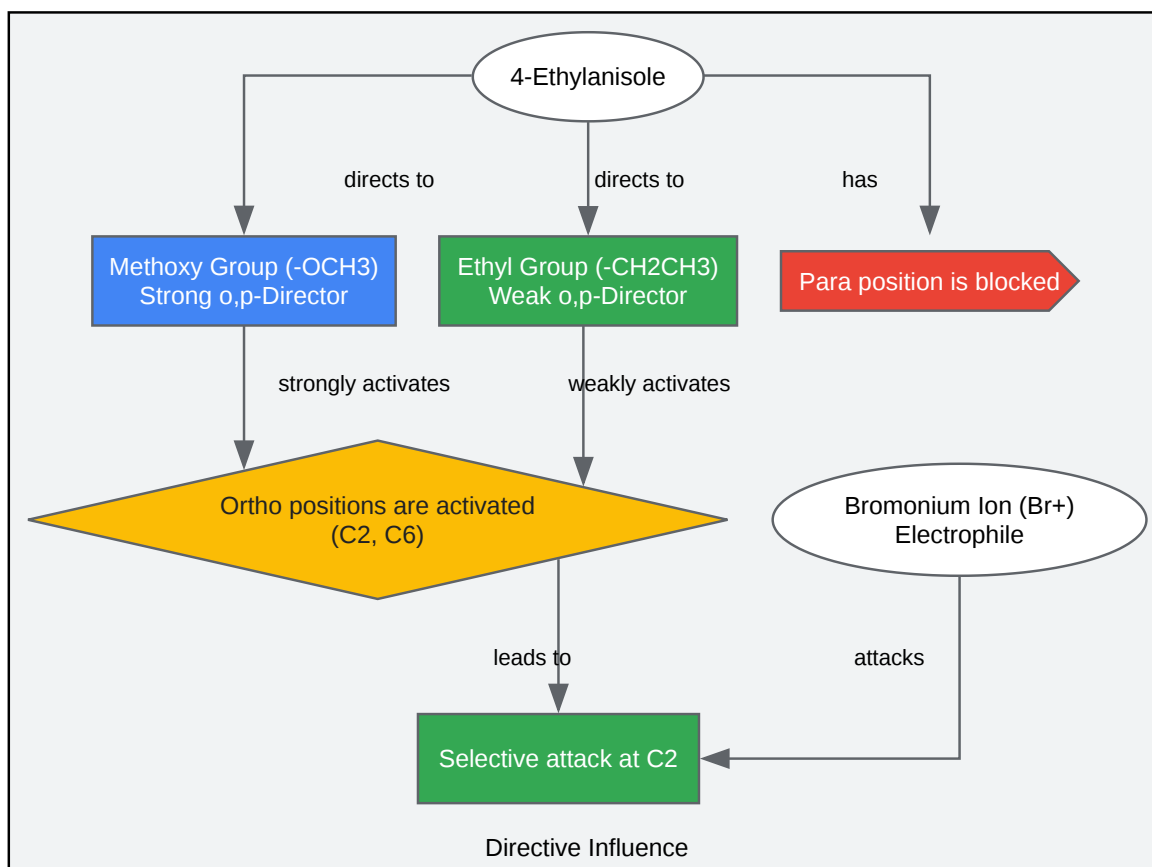 4-Ethylanisole
directs to
directs to
has
Methoxy Group (-OCH3)
Strong o,p-Director
Ethyl Group (-CH2CH3)
Weak o,p-Director
Para position is blocked
strongly activates
weakly activates
Ortho positions are activated
(C2, C6)
Bromonium Ion (Br+)
Electrophile
leads to
attacks
Selective attack at C2
Directive Influence